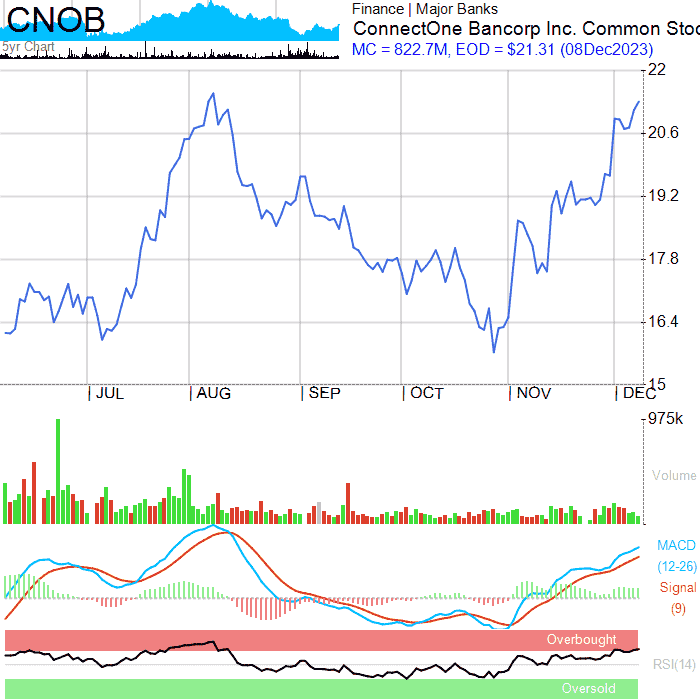 CNOB
5yr Chart
Finance | Major Banks
ConnectOne Bancorp Inc. Common Stoc
MC = 822.7M, EOD = $21.31 (08Dec2023)
22
20.6
19.2
17.8
16.4
15
JUL
AUG
SEP
OCT
NOV
DEC
975k
Volume
MACD
(12-26)
Signal
(9)
Overbought
RSI(14)
Oversold